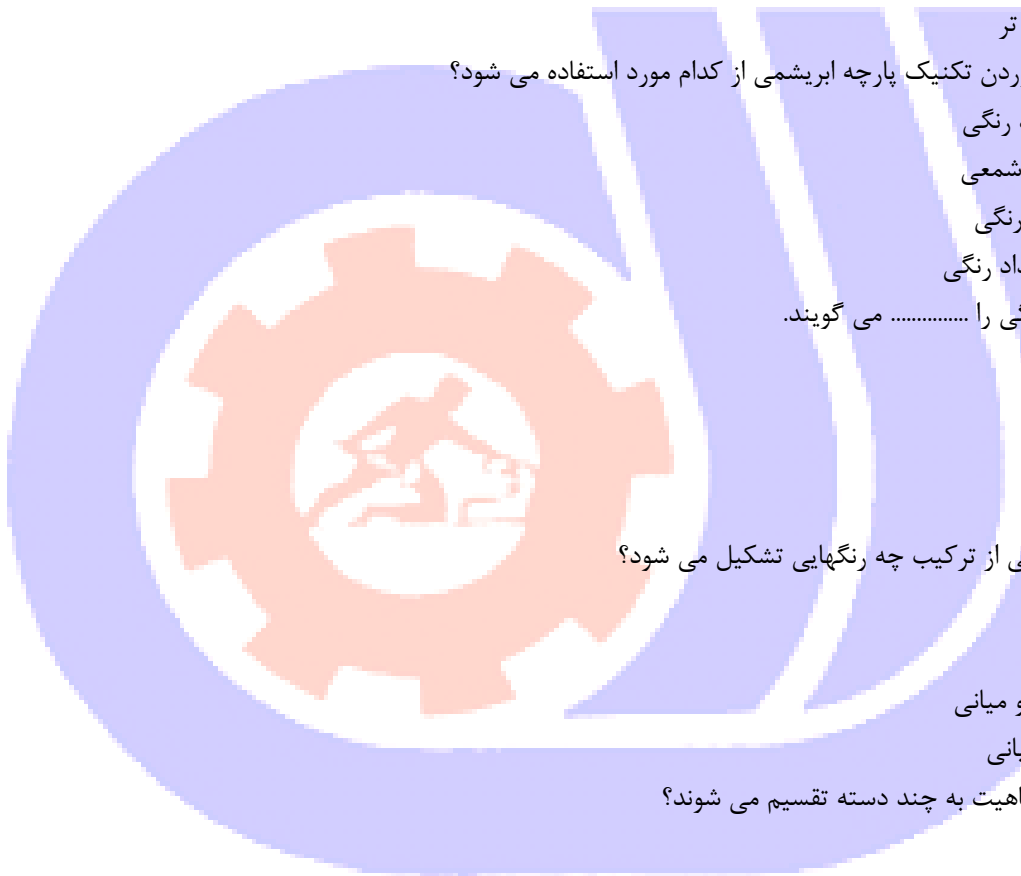 تر
ردن تکنیک پارچه ابریشمی از کدام مورد استفاده می شود؟
رنگی
شمعی
رنگی
داد رنگی
گی را .............. می گویند.
ی از ترکیب چه رنگهایی تشکیل می شود؟
و میانی
یانی
اهیت به چند دسته تقسیم می شوند؟